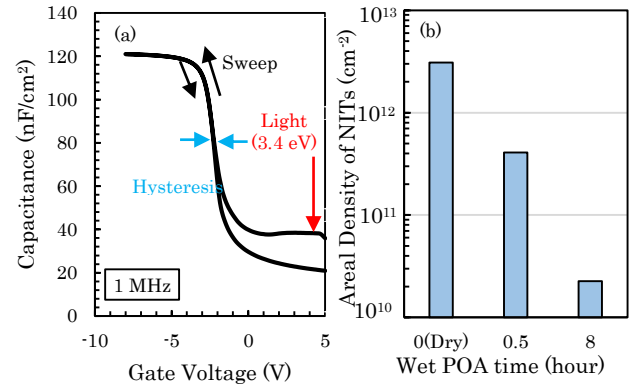 (a)
Sweep
Light
(3.4 eV)
Hysteresis
1 MHz
Capacitance (nF/cm²)
140
120
100
80
60
40
20
0
-10
-5
0
5
Gate Voltage (V)
(b)
Areal Density of NITs (cm⁻²)
10¹³
10¹²
10¹¹
10¹⁰
0(Dry)
0.5
8
Wet POA time (hour)